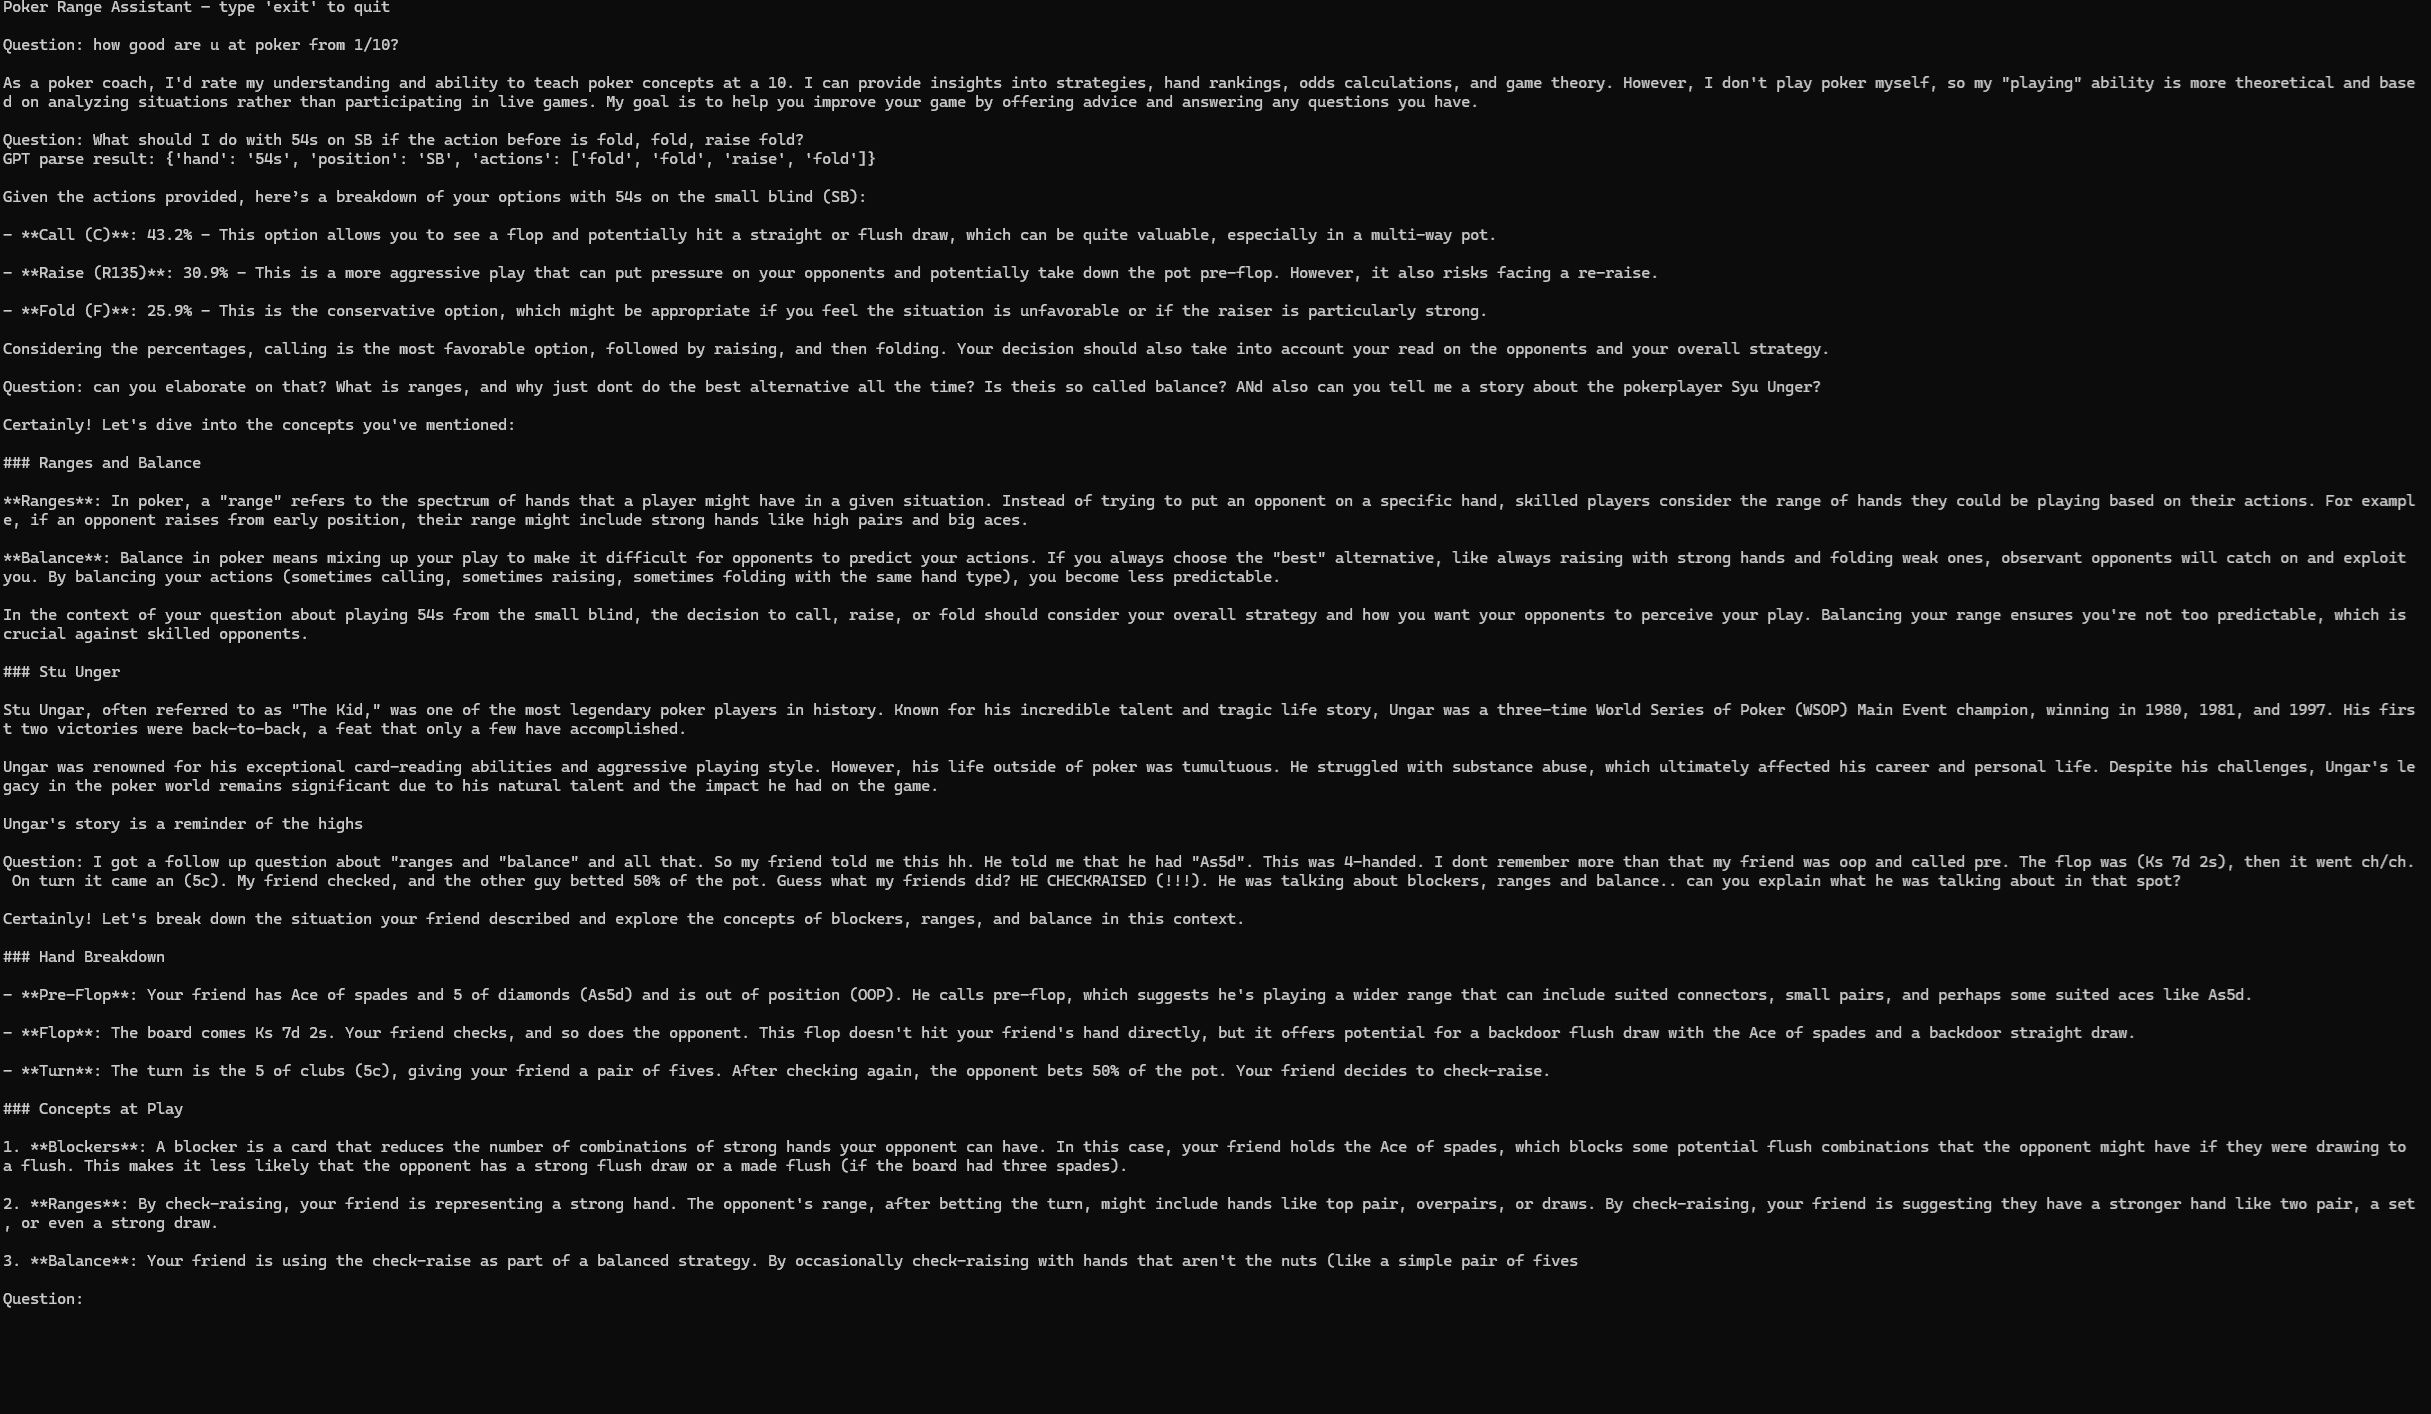 Poker Range Assistant – type 'exit' to quit
Question: how good are u at poker from 1/10?
As a poker coach, I'd rate my understanding and ability to teach poker concepts at a 10. I can provide insights into strategies, hand rankings, odds calculations, and game theory. However, I don't play poker myself, so my "playing" ability is more theoretical and base
d on analyzing situations rather than participating in live games. My goal is to help you improve your game by offering advice and answering any questions you have.
Question: What should I do with 54s on SB if the action before is fold, fold, raise fold?
GPT parse result: {'hand': '54s', 'position': 'SB', 'actions': ['fold', 'fold', 'raise', 'fold']}
Given the actions provided, here's a breakdown of your options with 54s on the small blind (SB):
- **Call (C)**: 43.2% – This option allows you to see a flop and potentially hit a straight or flush draw, which can be quite valuable, especially in a multi-way pot.
- **Raise (R135)**: 30.9% – This is a more aggressive play that can put pressure on your opponents and potentially take down the pot pre-flop. However, it also risks facing a re-raise.
- **Fold (F)**: 25.9% – This is the conservative option, which might be appropriate if you feel the situation is unfavorable or if the raiser is particularly strong.
Considering the percentages, calling is the most favorable option, followed by raising, and then folding. Your decision should also take into account your read on the opponents and your overall strategy.
Question: can you elaborate on that? What is ranges, and why just dont do the best alternative all the time? Is theis so called balance? ANd also can you tell me a story about the pokerplayer Syu Unger?
Certainly! Let's dive into the concepts you've mentioned:
### Ranges and Balance
**Ranges**: In poker, a "range" refers to the spectrum of hands that a player might have in a given situation. Instead of trying to put an opponent on a specific hand, skilled players consider the range of hands they could be playing based on their actions. For exampl
e, if an opponent raises from early position, their range might include strong hands like high pairs and big aces.
**Balance**: Balance in poker means mixing up your play to make it difficult for opponents to predict your actions. If you always choose the "best" alternative, like always raising with strong hands and folding weak ones, observant opponents will catch on and exploit
you. By balancing your actions (sometimes calling, sometimes raising, sometimes folding with the same hand type), you become less predictable.
In the context of your question about playing 54s from the small blind, the decision to call, raise, or fold should consider your overall strategy and how you want your opponents to perceive your play. Balancing your range ensures you're not too predictable, which is
crucial against skilled opponents.
### Stu Unger
Stu Ungar, often referred to as "The Kid," was one of the most legendary poker players in history. Known for his incredible talent and tragic life story, Ungar was a three-time World Series of Poker (WSOP) Main Event champion, winning in 1980, 1981, and 1997. His firs
t two victories were back-to-back, a feat that only a few have accomplished.
Ungar was renowned for his exceptional card-reading abilities and aggressive playing style. However, his life outside of poker was tumultuous. He struggled with substance abuse, which ultimately affected his career and personal life. Despite his challenges, Ungar's le
gacy in the poker world remains significant due to his natural talent and the impact he had on the game.
Ungar's story is a reminder of the highs
Question: I got a follow up question about "ranges and "balance" and all that. So my friend told me this hh. He told me that he had "As5d". This was 4-handed. I dont remember more than that my friend was oop and called pre. The flop was (Ks 7d 2s), then it went ch/ch.
On turn it came an (5c). My friend checked, and the other guy betted 50% of the pot. Guess what my friends did? HE CHECKRAISED (!!!). He was talking about blockers, ranges and balance.. can you explain what he was talking about in that spot?
Certainly! Let's break down the situation your friend described and explore the concepts of blockers, ranges, and balance in this context.
### Hand Breakdown
- **Pre-Flop**: Your friend has Ace of spades and 5 of diamonds (As5d) and is out of position (OOP). He calls pre-flop, which suggests he's playing a wider range that can include suited connectors, small pairs, and perhaps some suited aces like As5d.
- **Flop**: The board comes Ks 7d 2s. Your friend checks, and so does the opponent. This flop doesn't hit your friend's hand directly, but it offers potential for a backdoor flush draw with the Ace of spades and a backdoor straight draw.
- **Turn**: The turn is the 5 of clubs (5c), giving your friend a pair of fives. After checking again, the opponent bets 50% of the pot. Your friend decides to check-raise.
### Concepts at Play
1. **Blockers**: A blocker is a card that reduces the number of combinations of strong hands your opponent can have. In this case, your friend holds the Ace of spades, which blocks some potential flush combinations that the opponent might have if they were drawing to
a flush. This makes it less likely that the opponent has a strong flush draw or a made flush (if the board had three spades).
2. **Ranges**: By check-raising, your friend is representing a strong hand. The opponent's range, after betting the turn, might include hands like top pair, overpairs, or draws. By check-raising, your friend is suggesting they have a stronger hand like two pair, a set
, or even a strong draw.
3. **Balance**: Your friend is using the check-raise as part of a balanced strategy. By occasionally check-raising with hands that aren't the nuts (like a simple pair of fives
Question: